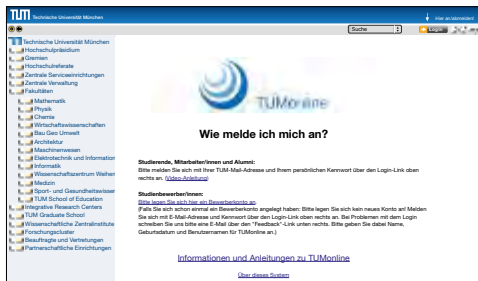 TUM Technische Universität München
Hier an/abmelden!
Suche
Login
Technische Universität München
Hochschulpräsidium
Gremien
Hochschulreferate
Zentrale Serviceeinrichtungen
Zentrale Verwaltung
Fakultäten
Mathematik
Physik
Chemie
Wirtschaftswissenschaften
Bau Geo Umwelt
Architektur
Maschinenwesen
Elektrotechnik und Information
Informatik
Wissenschaftszentrum Weihen
Medizin
Sport- und Gesundheitswissen
TUM School of Education
Integrative Research Centers
TUM Graduate School
Wissenschaftliche Zentralinstitute
Forschungscluster
Beauftragte und Vertretungen
Partnerschaftliche Einrichtungen
TUMonline
Wie melde ich mich an?
Studierende, Mitarbeiter/innen und Alumni:
Bitte melden Sie sich mit Ihrer TUM-Mail-Adresse und Ihrem persönlichen Kennwort über den Login-Link oben
rechts an. (Video-Anleitung)
Studienbewerber/innen:
Bitte legen Sie sich hier ein Bewerberkonto an.
(Falls Sie sich schon einmal ein Bewerberkonto angelegt haben: Bitte legen Sie sich kein neues Konto an! Melden
Sie sich mit E-Mail-Adresse und Kennwort über den Login-Link oben rechts an. Bei Problemen mit dem Login
schreiben Sie uns bitte eine E-Mail über den "Feedback"-Link unten rechts. Bitte geben Sie dabei Name,
Geburtsdatum und Benutzernamen für TUMonline an.)
Informationen und Anleitungen zu TUMonline
Über dieses System